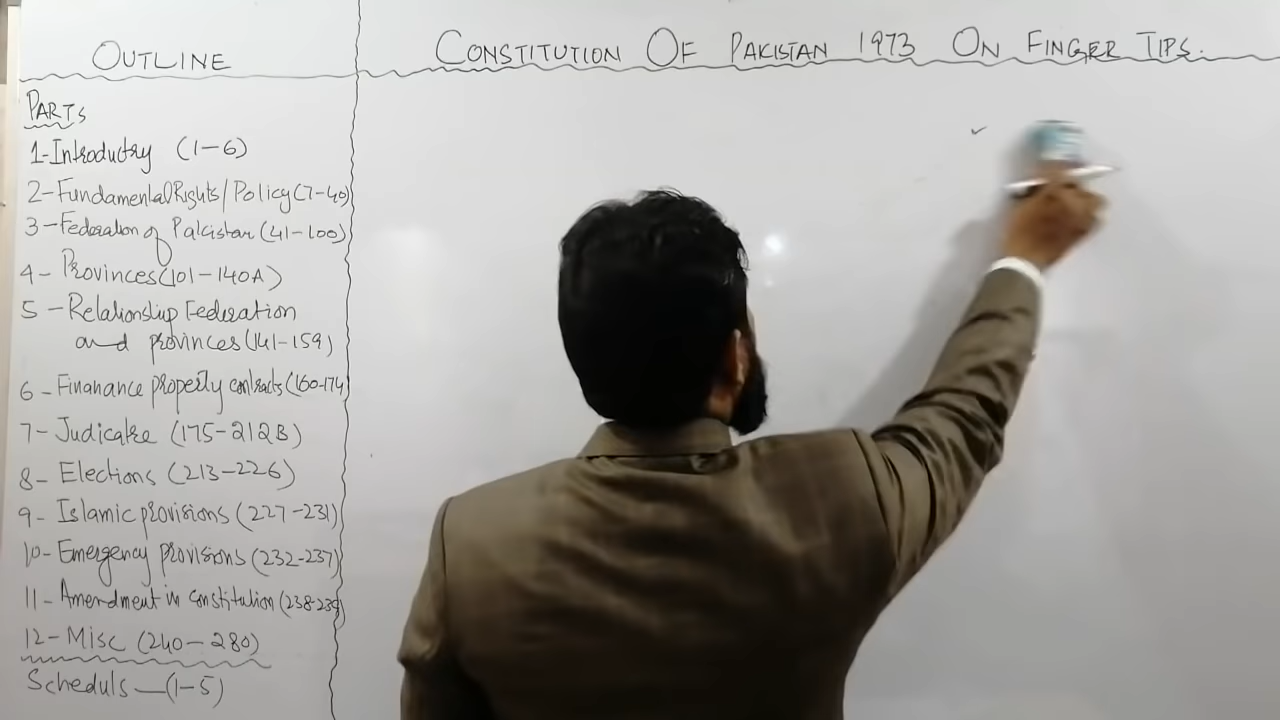 OUTLINE
CONSTITUTION OF PAKISTAN 1973 ON FINGER TIPS.
PARTS
1-Introductry (1-6)
2-Fundamental Rights/Policy (7-40)
3-Federation of Pakistan (41-100)
4-Provinces (101-140A)
5-Relationship Federation
and provinces (141-159)
6-Finanance property contracts (160-174
7-Judicatre (175-212B)
8-Elections (213-226)
9-Islamic provisions (227-231)
10-Emergency provisions (232-237)
11-Amendment in constitution (238-239)
12-Misc (240-280)
Scheduls-(1-5)